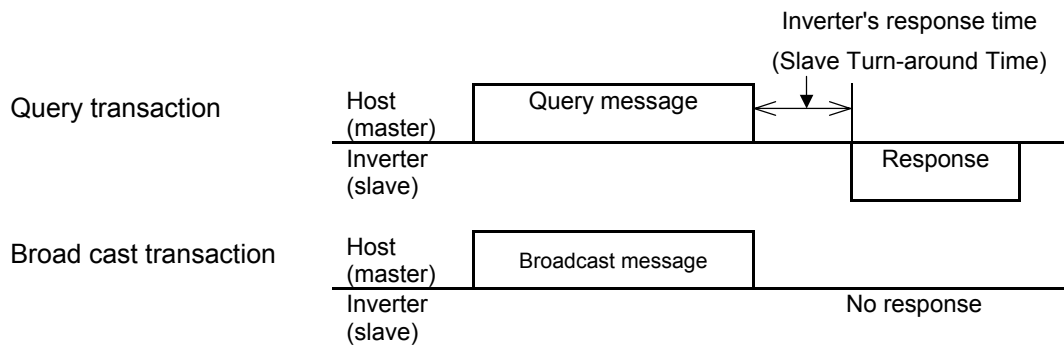 Inverter's response time
(Slave Turn-around Time)
Query transaction
Host
(master)
Query message
Inverter
(slave)
Response
Broad cast transaction
Host
(master)
Broadcast message
Inverter
(slave)
No response